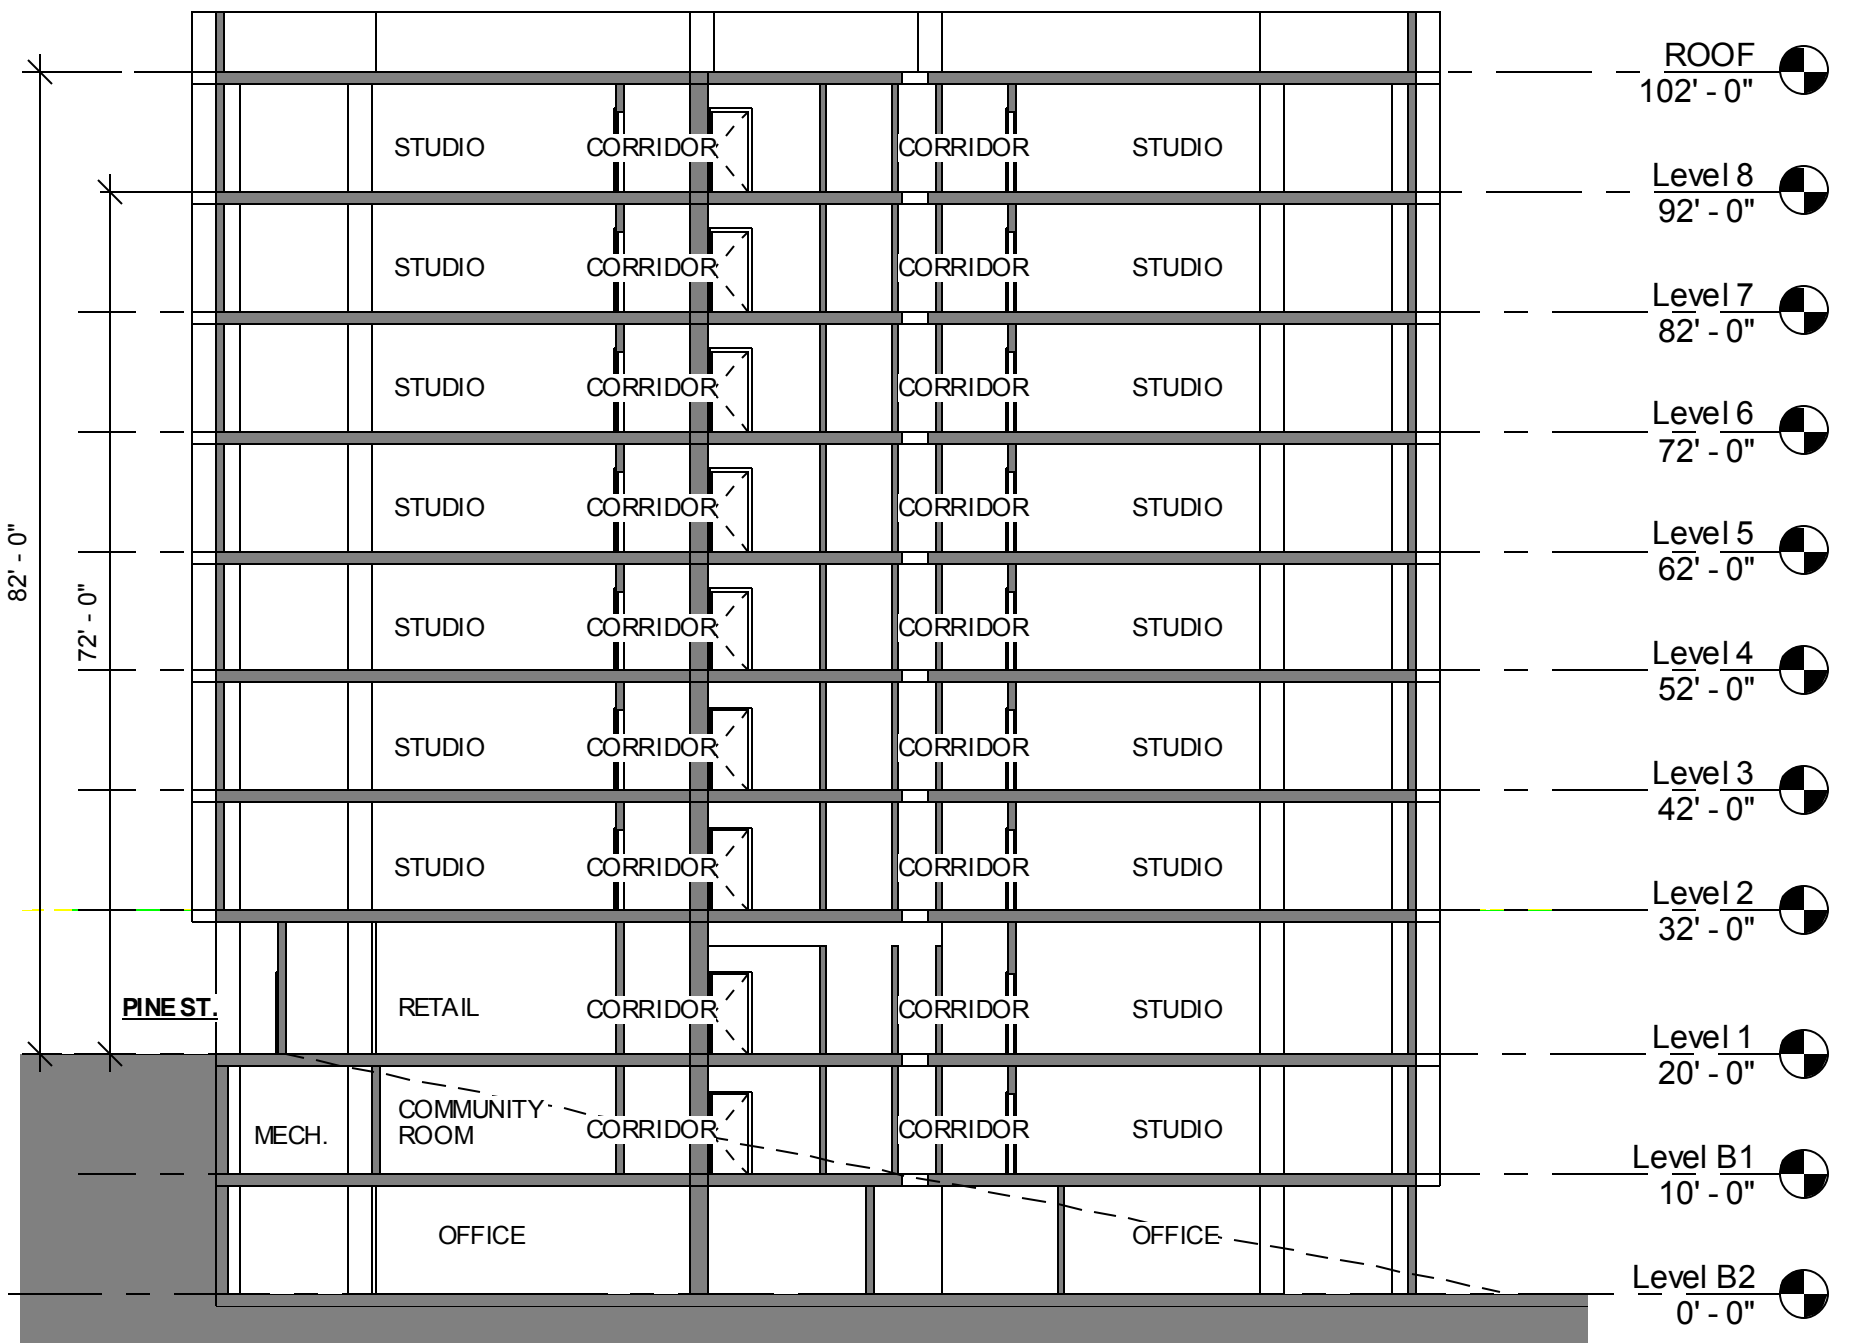 ROOF
102' - 0"
STUDIO CORRIDOR CORRIDOR STUDIO
Level 8
92' - 0"
STUDIO CORRIDOR CORRIDOR STUDIO
Level 7
82' - 0"
STUDIO CORRIDOR CORRIDOR STUDIO
Level 6
72' - 0"
STUDIO CORRIDOR CORRIDOR STUDIO
Level 5
62' - 0"
82' - 0"
72' - 0"
STUDIO CORRIDOR CORRIDOR STUDIO
Level 4
52' - 0"
STUDIO CORRIDOR CORRIDOR STUDIO
Level 3
42' - 0"
STUDIO CORRIDOR CORRIDOR STUDIO
Level 2
32' - 0"
PINE ST. RETAIL CORRIDOR CORRIDOR STUDIO
Level 1
20' - 0"
MECH. COMMUNITY
ROOM CORRIDOR CORRIDOR STUDIO
Level B1
10' - 0"
OFFICE OFFICE
Level B2
0' - 0"